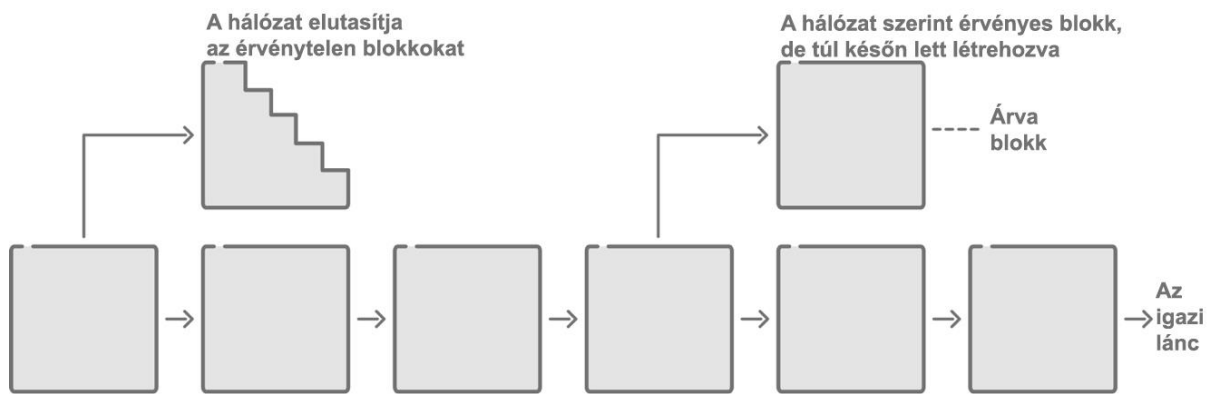 A hálózat elutasítja
az érvénytelen blokkokat
A hálózat szerint érvényes blokk,
de túl későn lett létrehozva
Árva
blokk
Az
igazi
lánc